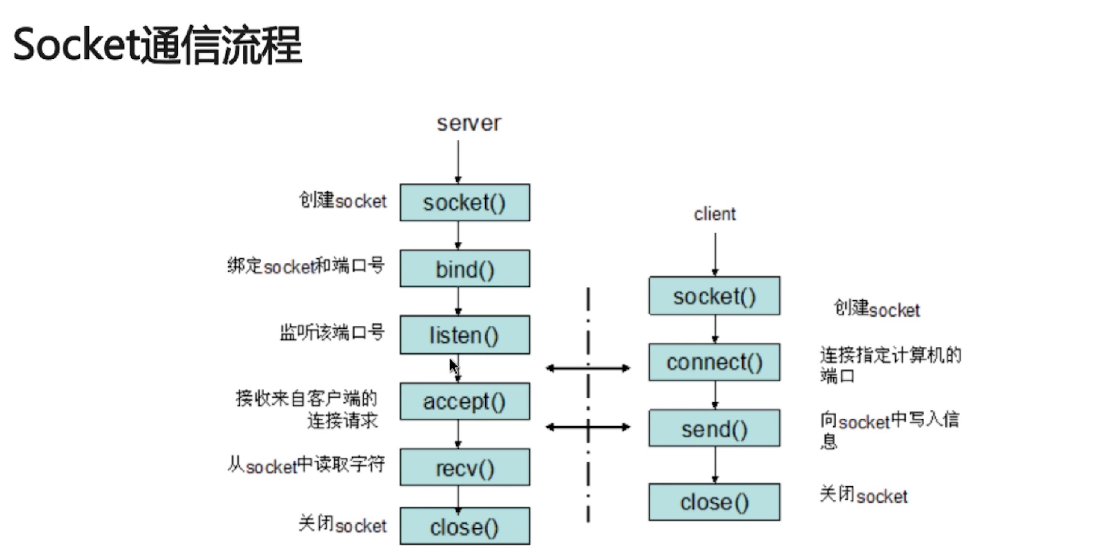 Socket通信流程
server
创建socket
socket()
绑定socket和端口号
bind()
监听该端口号
listen()
接收来自客户端的
连接请求
accept()
从socket中读取字符
recv()
关闭socket
close()
client
socket()
创建socket
connect()
连接指定计算机的
端口
send()
向socket中写入信
息
close()
关闭socket